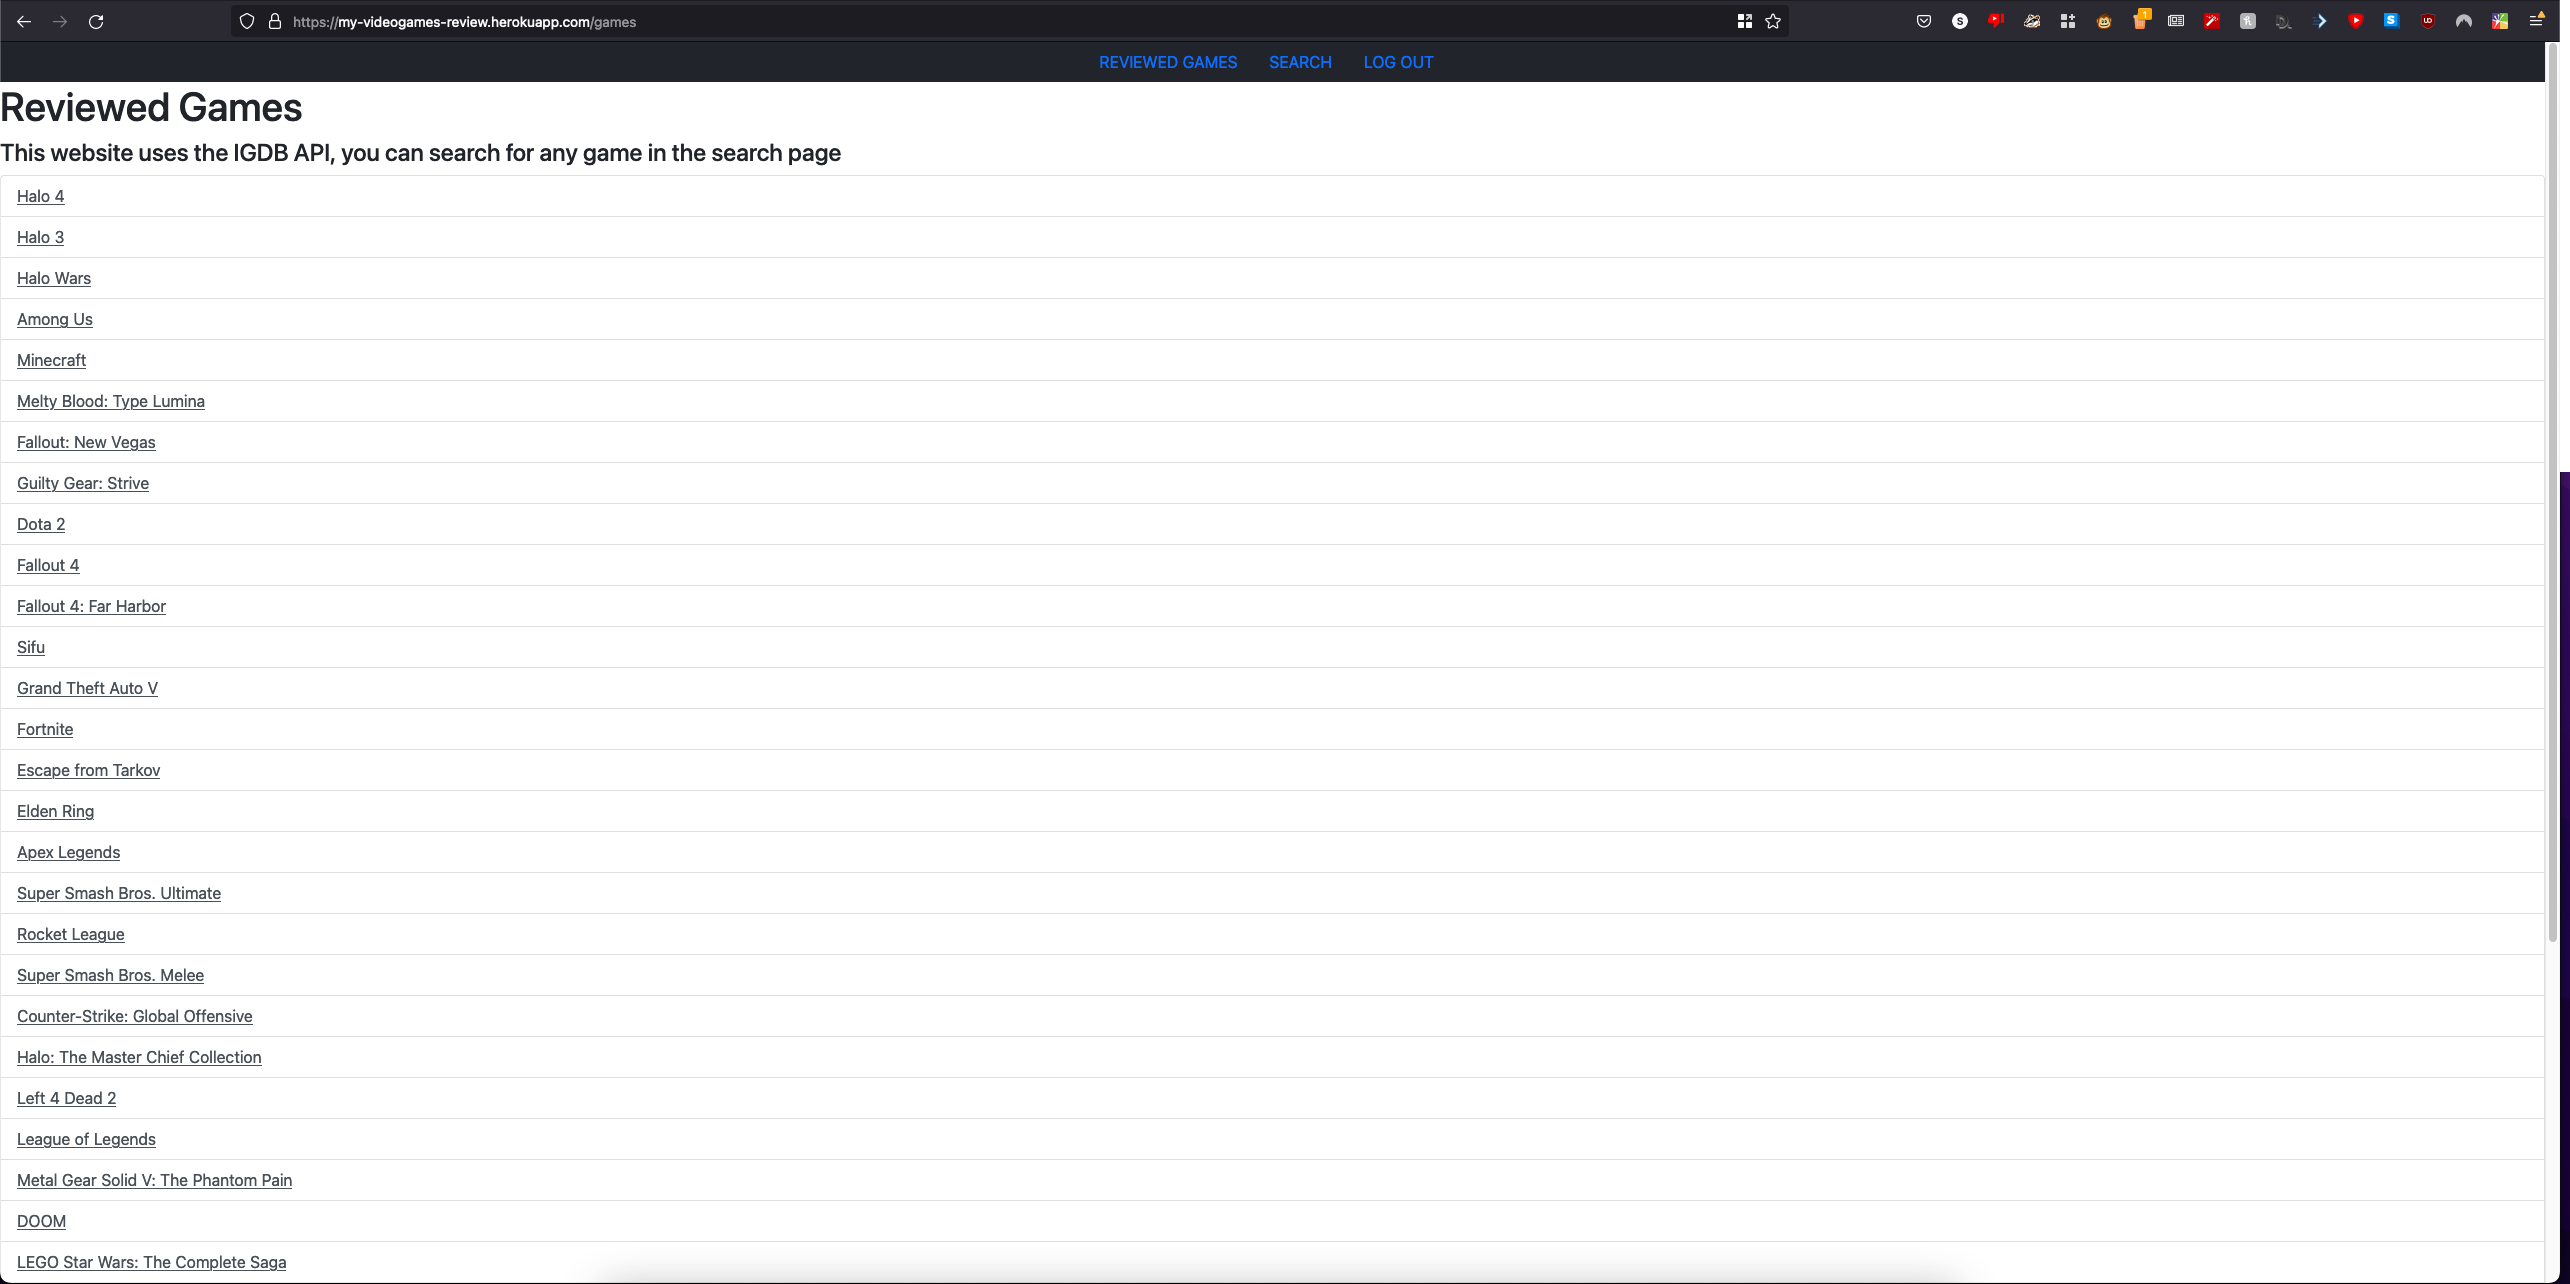 https://my-videogames-review.herokuapp.com/games
REVIEWED GAMES SEARCH LOG OUT
Reviewed Games
This website uses the IGDB API, you can search for any game in the search page
Halo 4
Halo 3
Halo Wars
Among Us
Minecraft
Melty Blood: Type Lumina
Fallout: New Vegas
Guilty Gear: Strive
Dota 2
Fallout 4
Fallout 4: Far Harbor
Sifu
Grand Theft Auto V
Fortnite
Escape from Tarkov
Elden Ring
Apex Legends
Super Smash Bros. Ultimate
Rocket League
Super Smash Bros. Melee
Counter-Strike: Global Offensive
Halo: The Master Chief Collection
Left 4 Dead 2
League of Legends
Metal Gear Solid V: The Phantom Pain
DOOM
LEGO Star Wars: The Complete Saga